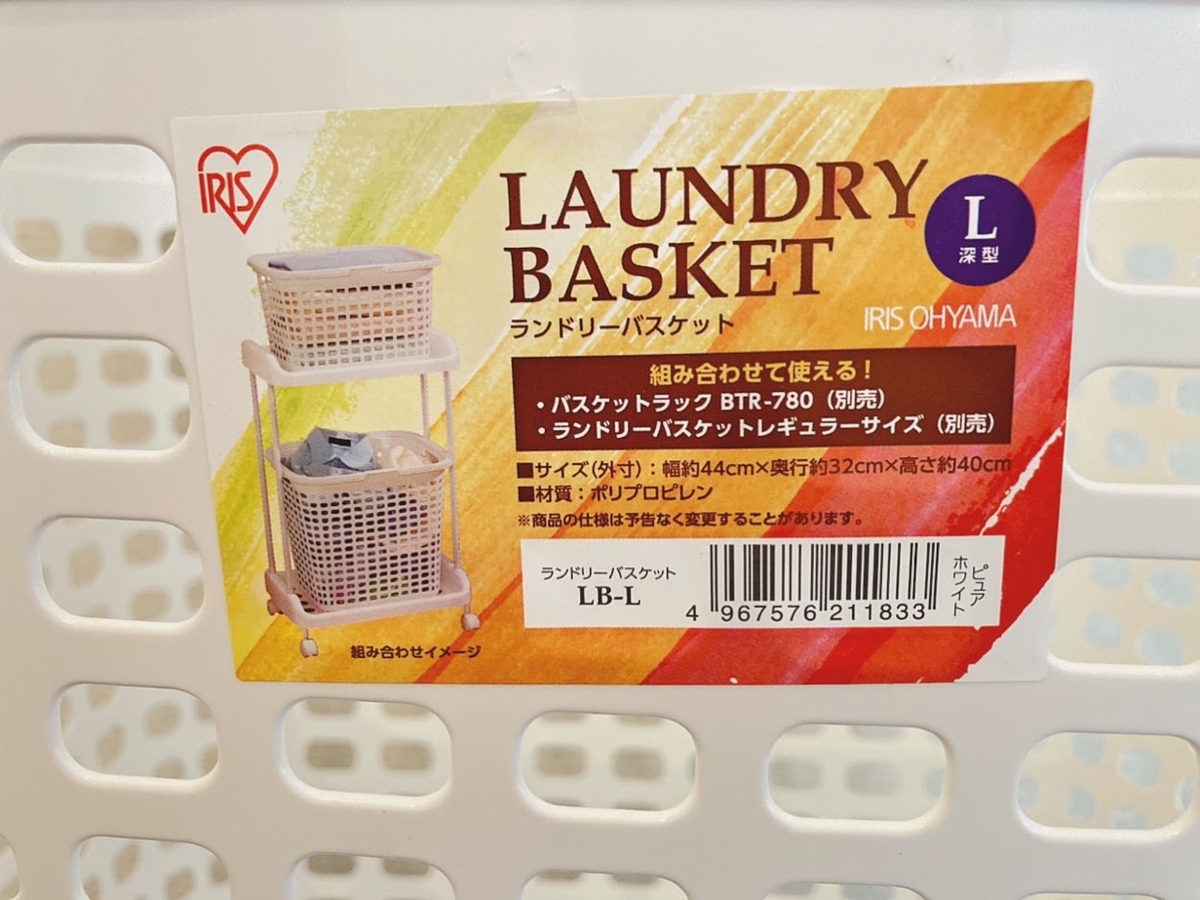 IRIS
LAUNDRY
BASKET
L
深型
ランドリーバスケット
IRIS OHYAMA
組み合わせて使える！
・バスケットラック BTR-780（別売）
・ランドリーバスケットレギュラーサイズ（別売）
■サイズ（外寸）：幅約44cm×奥行約32cm×高さ約40cm
■材質：ポリプロピレン
※商品の仕様は予告なく変更することがあります。
ランドリーバスケット
LB-L
4 967576 211833
ピュア
ホワイト
組み合わせイメージ